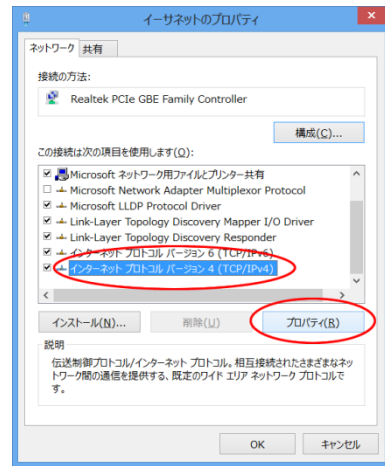 イーサネットのプロパティ
ネットワーク 共有
接続の方法:
Realtek PCIe GBE Family Controller
構成(C)...
この接続は次の項目を使用します(O):
Microsoft ネットワーク用ファイルとプリンター共有
Microsoft Network Adapter Multiplexor Protocol
Microsoft LLDP Protocol Driver
Link-Layer Topology Discovery Mapper I/O Driver
Link-Layer Topology Discovery Responder
インターネット プロトコル バージョン 6 (TCP/IPv6)
インターネット プロトコル バージョン 4 (TCP/IPv4)
インストール(N)... 削除(U) プロパティ(R)
説明
伝送制御プロトコル/インターネット プロトコル。相互接続されたさまざまなネッ
トワーク間の通信を提供する、既定のワイド エリア ネットワーク プロトコルで
す。
OK キャンセル